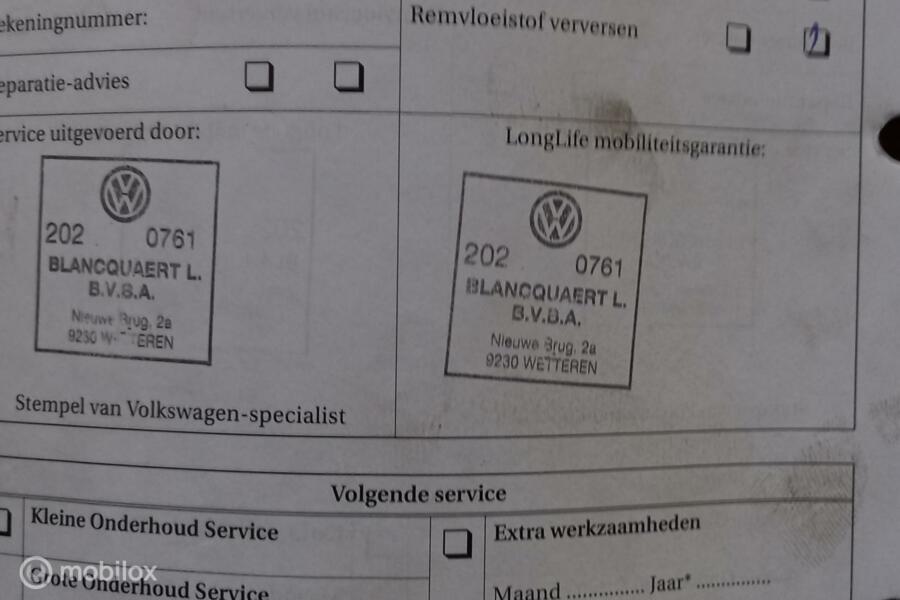 ekeningnummer:
Remvloeistof verversen
eparatie-advies
ervice uitgevoerd door:
LongLife mobiliteitsgarantie:
202 0761
BLANCQUAERT L.
B.V.B.A.
Nieuwe Brug, 2a
9230 WETTEREN
202 0761
BLANCQUAERT L.
B.V.B.A.
Nieuwe Brug, 2a
9230 WETTEREN
Stempel van Volkswagen-specialist
Volgende service
Kleine Onderhoud Service
Extra werkzaamheden
Grote Onderhoud Service
Maand .............. Jaar* ..............
mobilox